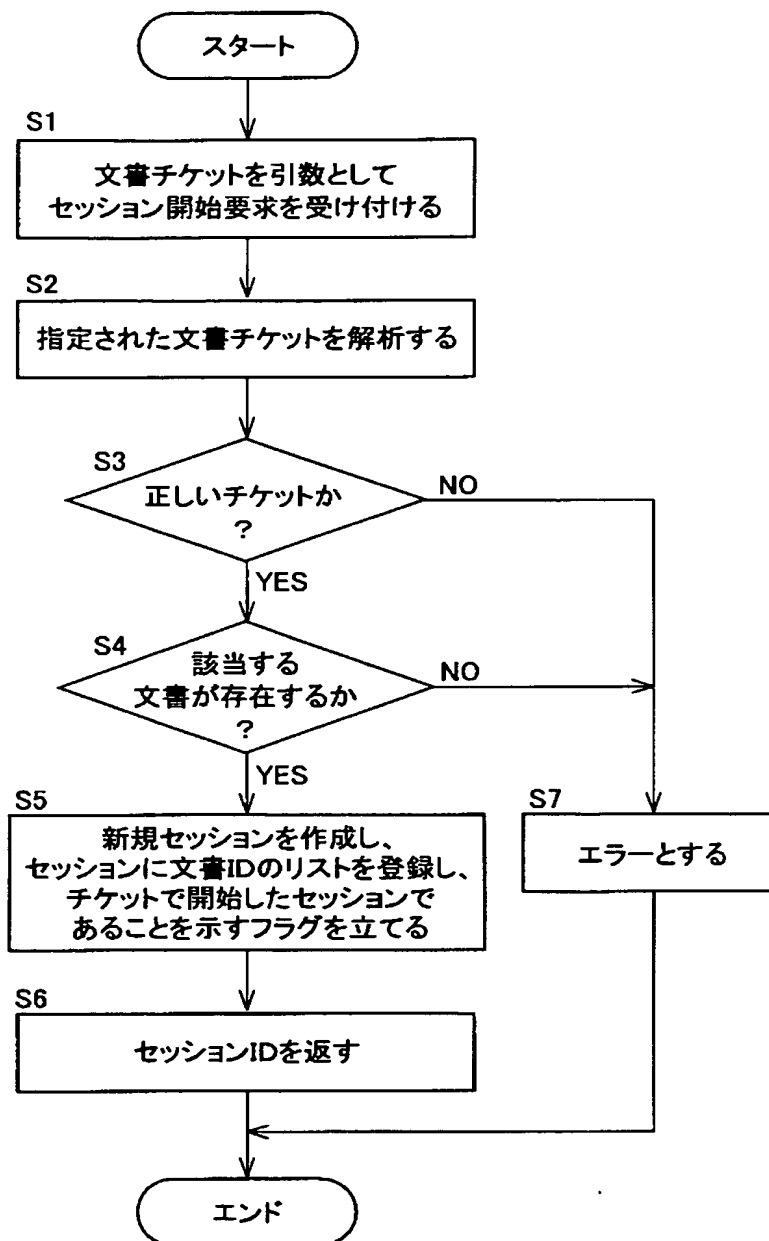 スタート
S1
文書チケットを引数として
セッション開始要求を受け付ける
S2
指定された文書チケットを解析する
S3
正しいチケットか
?
NO
YES
S4
該当する
文書が存在するか
?
NO
YES
S5
新規セッションを作成し、
セッションに文書IDのリストを登録し、
チケットで開始したセッションで
あることを示すフラグを立てる
S7
エラーとする
S6
セッションIDを返す
エンド